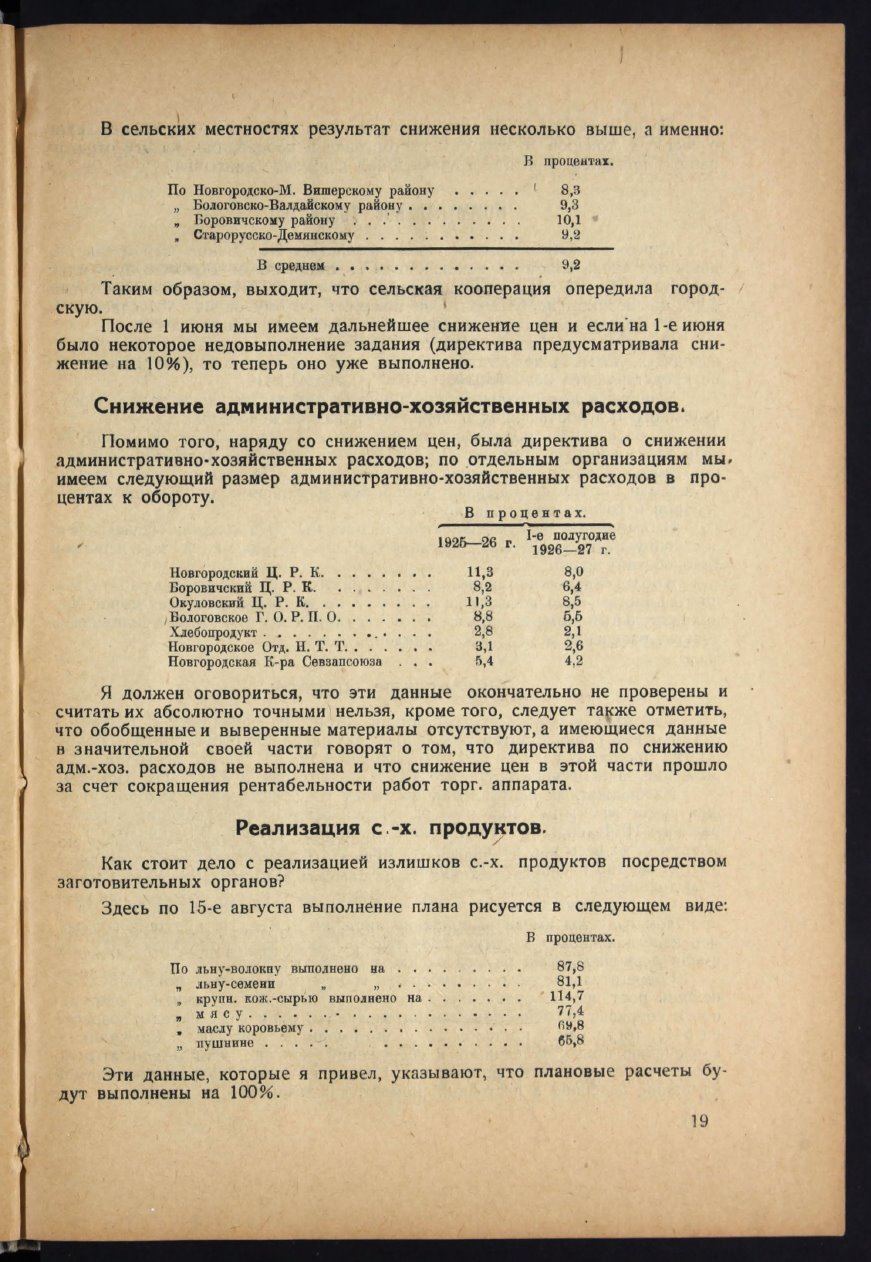 В сельских местностях результат снижения несколько выше, а именно:
В процентах.
По Новгородско-М. Вишерскому району . . . . . 8,3
„ Бологовско-Валдайскому району . . . . . . . . 9,3
„ Боровичскому району . . . . . . . . . . . . 10,1
„ Старорусско-Демянскому . . . . . . . . . . . 9,2
В среднем . . . . . . . . . . . . . 9,2
Таким образом, выходит, что сельская кооперация опередила город-
скую.
После 1 июня мы имеем дальнейшее снижение цен и если на 1-е июня
было некоторое недовыполнение задания (директива предусматривала сни-
жение на 10%), то теперь оно уже выполнено.
Снижение административно-хозяйственных расходов.
Помимо того, наряду со снижением цен, была директива о снижении
административно-хозяйственных расходов; по отдельным организациям мы
имеем следующий размер административно-хозяйственных расходов в про-
центах к обороту.
В процентах.
1925—26 г. I-е полугодие
1926—27 г.
Новгородский Ц. Р. К. . . . . . . . 11,3 8,0
Боровичский Ц. Р. К. . . . . . . . 8,2 6,4
Окуловский Ц. Р. К. . . . . . . . . 11,3 8,5
Бологовское Г. О. Р. П. О. . . . . . . 8,8 5,5
Хлебопродукт . . . . . . . . . . . . 2,8 2,1
Новгородское Отд. Н. Т. Т. . . . . . . 3,1 2,6
Новгородская К-ра Севзапсоюза . . . 5,4 4,2
Я должен оговориться, что эти данные окончательно не проверены и
считать их абсолютно точными нельзя, кроме того, следует также отметить,
что обобщенные и выверенные материалы отсутствуют, а имеющиеся данные
в значительной своей части говорят о том, что директива по снижению
адм.-хоз. расходов не выполнена и что снижение цен в этой части прошло
за счет сокращения рентабельности работ торг. аппарата.
Реализация с.-х. продуктов.
Как стоит дело с реализацией излишков с.-х. продуктов посредством
заготовительных органов?
Здесь по 15-е августа выполнение плана рисуется в следующем виде:
В процентах.
По льну-волокну выполнено на . . . . . . . . . 87,8
„ льну-семени „ „ . . . . . . . . . 81,1
„ крупн. кож.-сырью выполнено на . . . . . . . 114,7
„ мясу . . . . . . . . . . . . . . . . . . . 77,4
„ маслу коровьему . . . . . . . . . . . . . . . 69,8
„ пушнине . . . . . . . . . . . . . . . 65,8
Эти данные, которые я привел, указывают, что плановые расчеты бу-
дут выполнены на 100%.
19